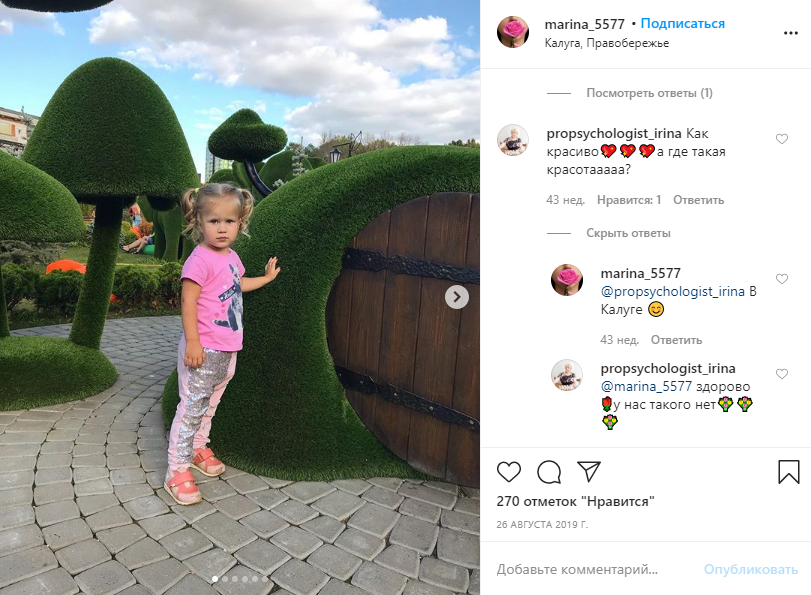 marina_5577 • Подписаться
Калуга, Правобережье
Посмотреть ответы (1)
propsychologist_irina Как
красиво💖💖💖а где такая
красотааааа?
43 нед. Нравится: 1 Ответить
Скрыть ответы
marina_5577
@propsychologist_irina В
Калуге 😊
43 нед. Ответить
propsychologist_irina
@marina_5577 здорово
🌹у нас такого нет💐💐
💐
270 отметок "Нравится"
26 АВГУСТА 2019 Г.
Добавьте комментарий...
Опубликовать